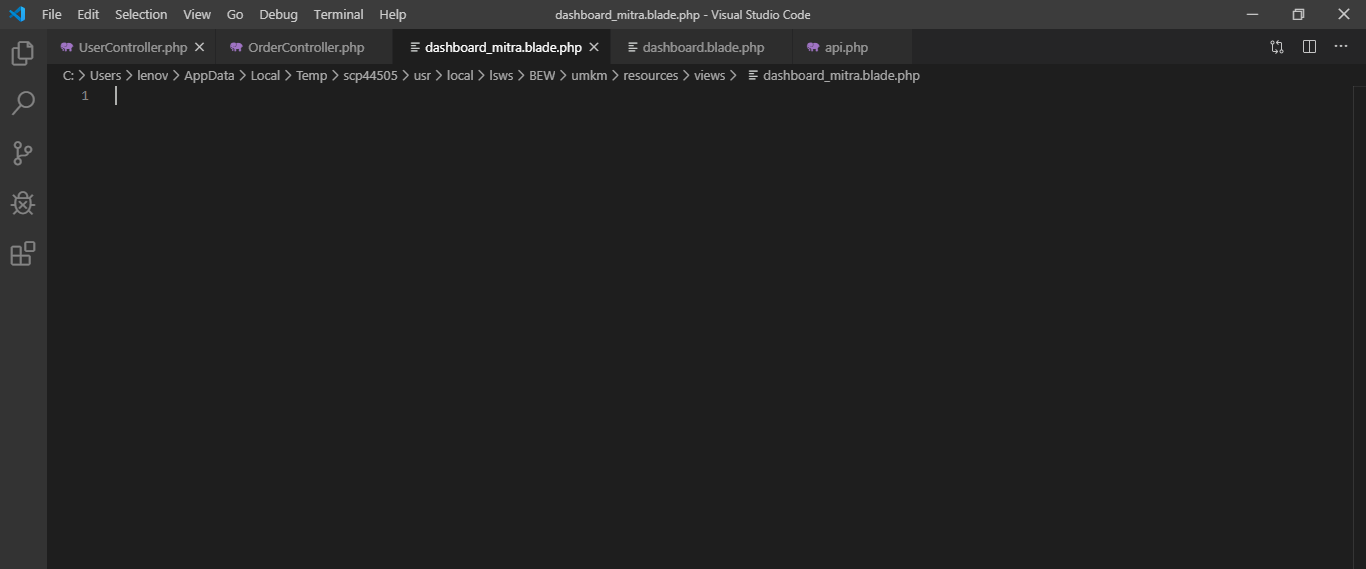 File Edit Selection View Go Debug Terminal Help dashboard_mitra.blade.php - Visual Studio Code
UserController.php OrderController.php dashboard_mitra.blade.php dashboard.blade.php api.php
C: > Users > lenov > AppData > Local > Temp > scp44505 > usr > local > lsws > BEW > umkm > resources > views > dashboard_mitra.blade.php
1